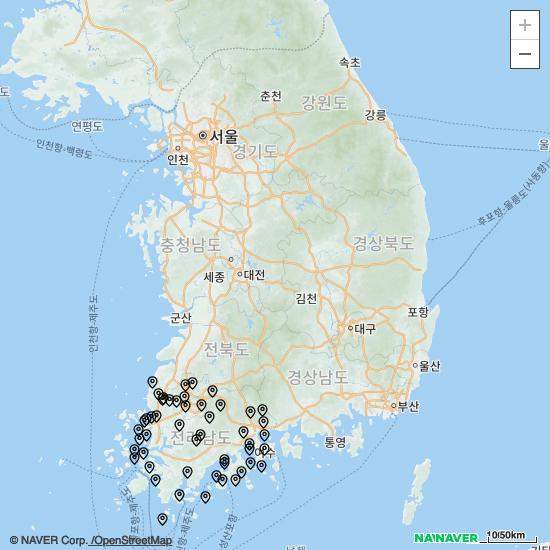 +
−
속초
춘천
강원도
강릉
도
연평도
서울
울
인천항-백령도
인천
경기도
후포항-울릉도(사동항)
충청남도
경상북도
세종
대전
김천
인천항-제주도
군산
포항
대구
전북도
울산
경상남도
부산
전라남도
여수
통영
성산포항
© NAVER Corp. /OpenStreetMap
NAVER
10/50km